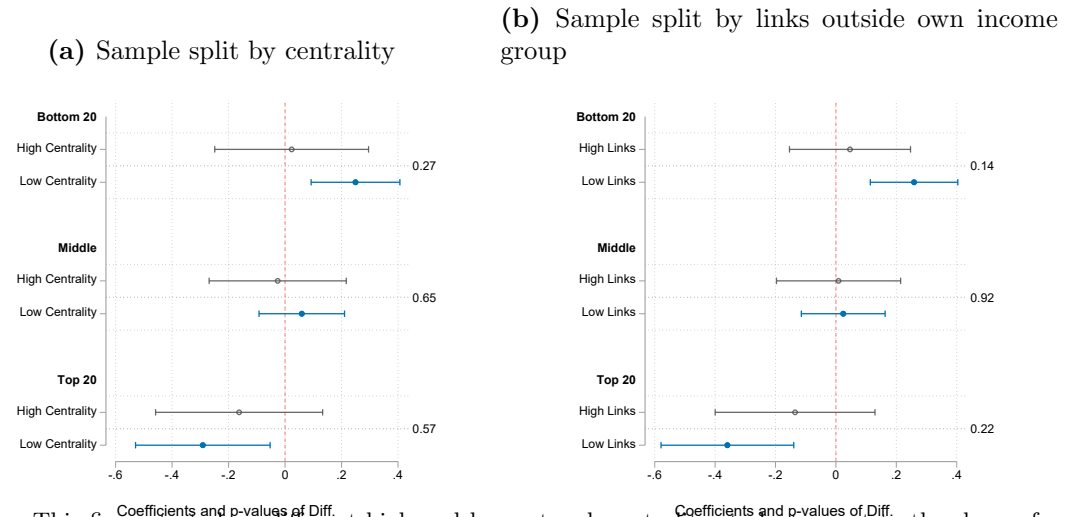 (a) Sample split by centrality
(b) Sample split by links outside own income
group
Bottom 20
High Centrality
0.27
Low Centrality
Middle
High Centrality
0.65
Low Centrality
Top 20
High Centrality
0.57
Low Centrality
-.6 -.4 -.2 0 .2 .4
Coefficients and p-values of Diff.
Bottom 20
High Links
0.14
Low Links
Middle
High Links
0.92
Low Links
Top 20
High Links
0.22
Low Links
-.6 -.4 -.2 0 .2 .4
Coefficients and p-values of Diff.
This